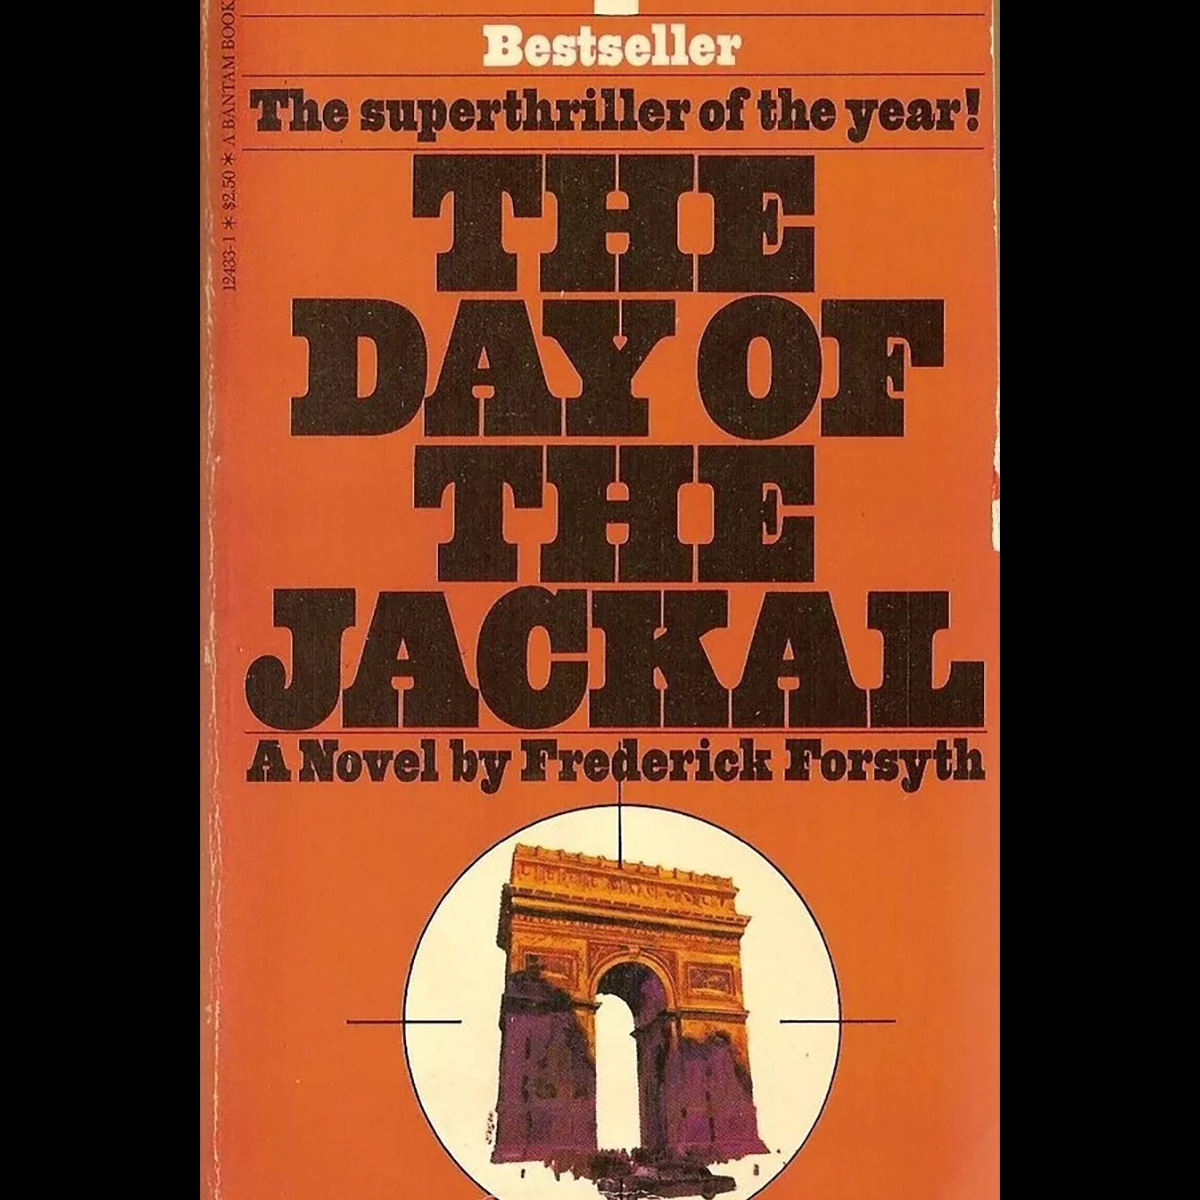 Bestseller
The superthriller of the year!
THE
DAY OF
THE
JACKAL
A Novel by Frederick Forsyth
12433-1 * $2.50 * A BANTAM BOOK